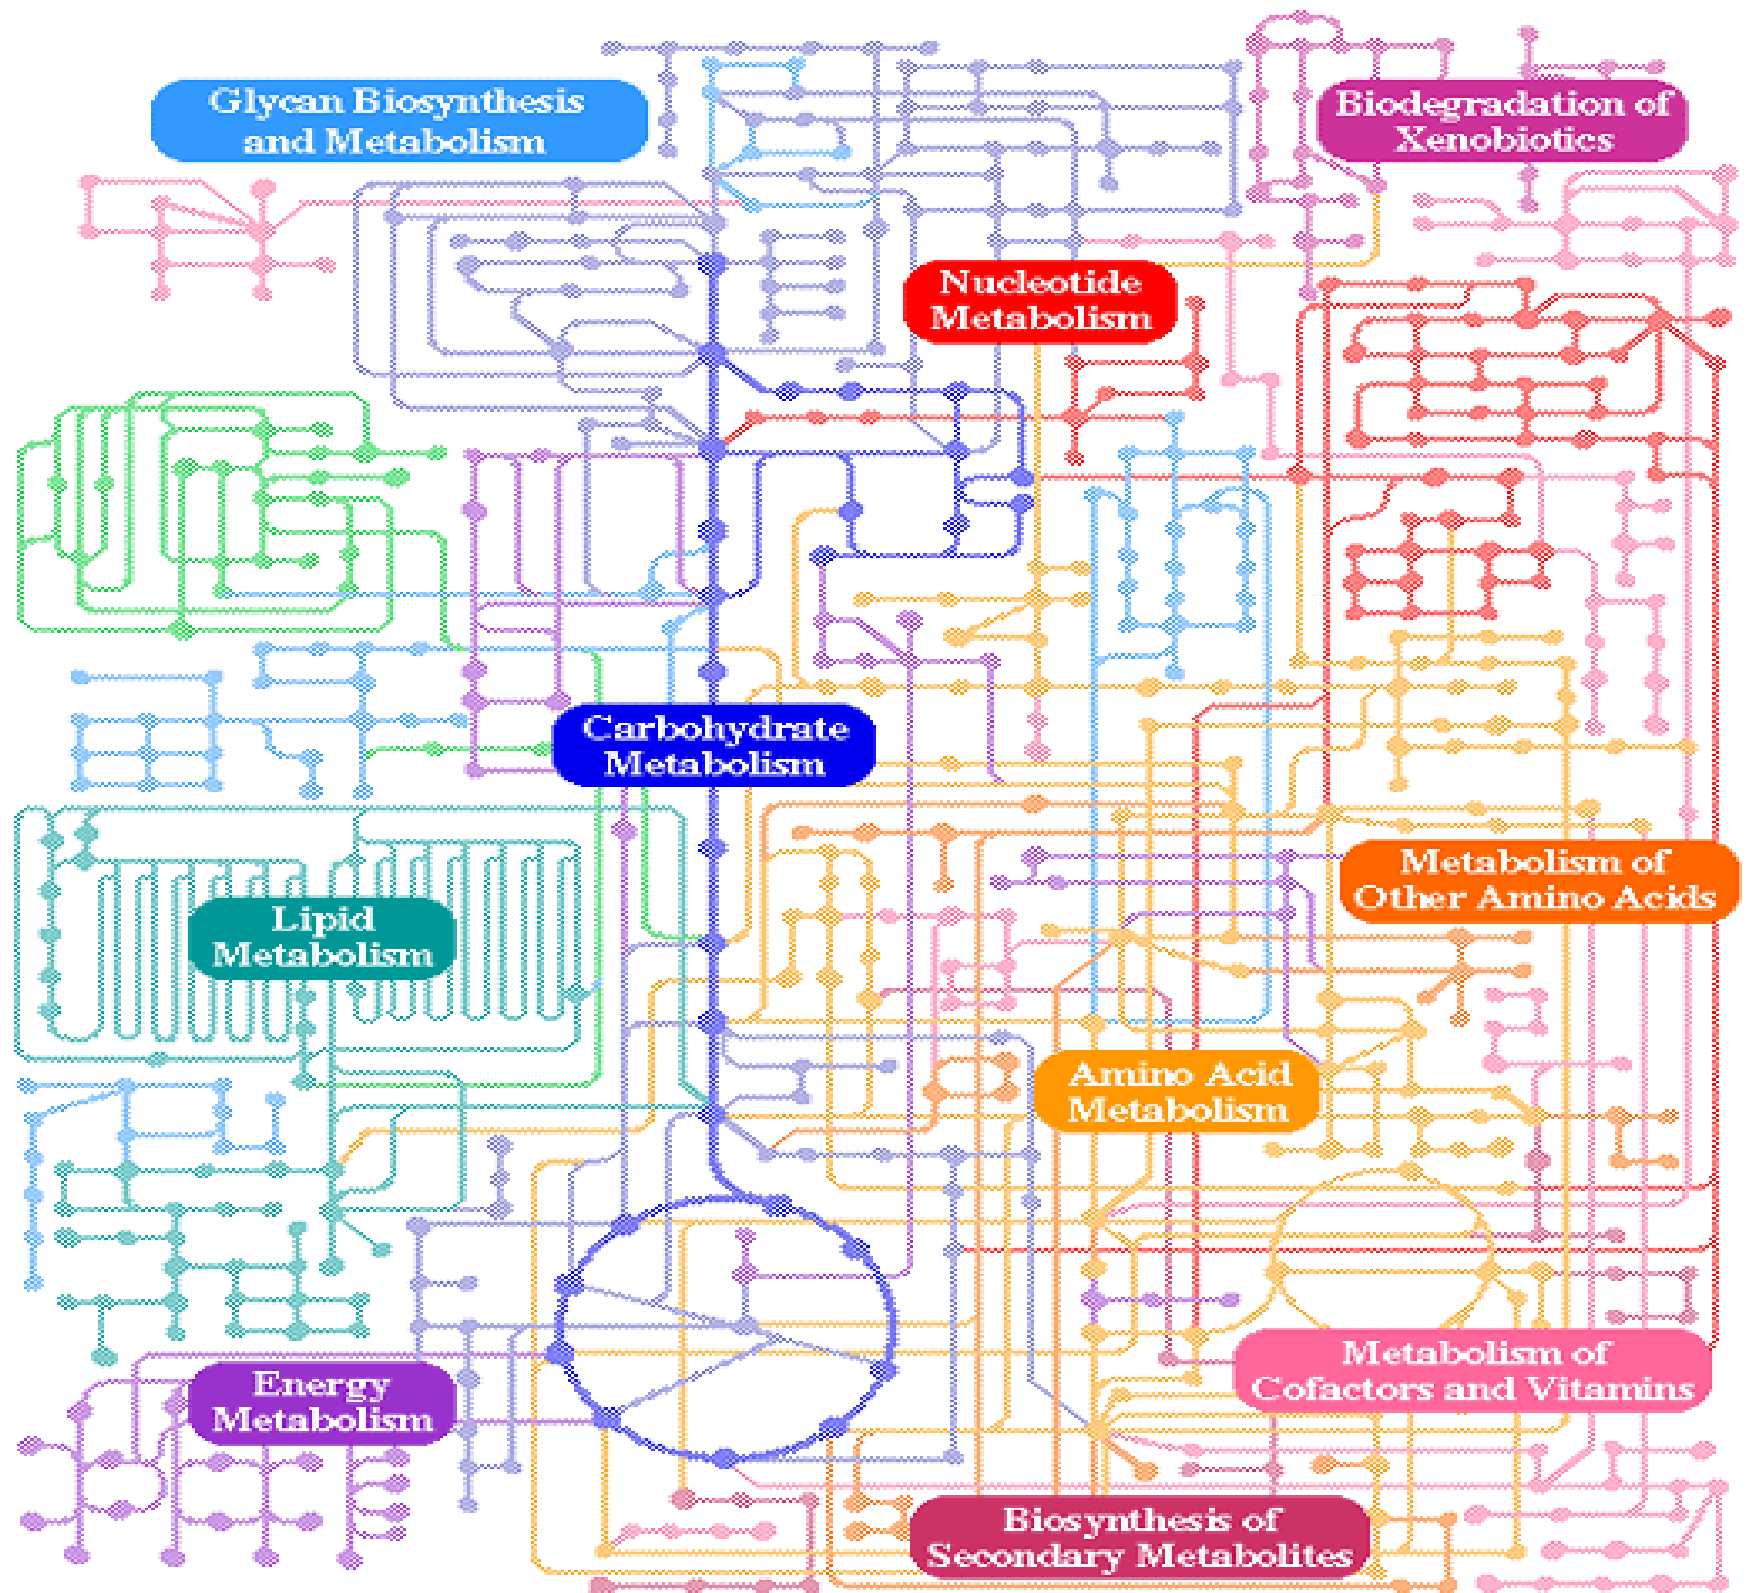 Glycan Biosynthesis
and Metabolism
Biodegradation of
Xenobiotics
Nucleotide
Metabolism
Carbohydrate
Metabolism
Metabolism of
Other Amino Acids
Lipid
Metabolism
Amino Acid
Metabolism
Metabolism of
Cofactors and Vitamins
Energy
Metabolism
Biosynthesis of
Secondary Metabolites